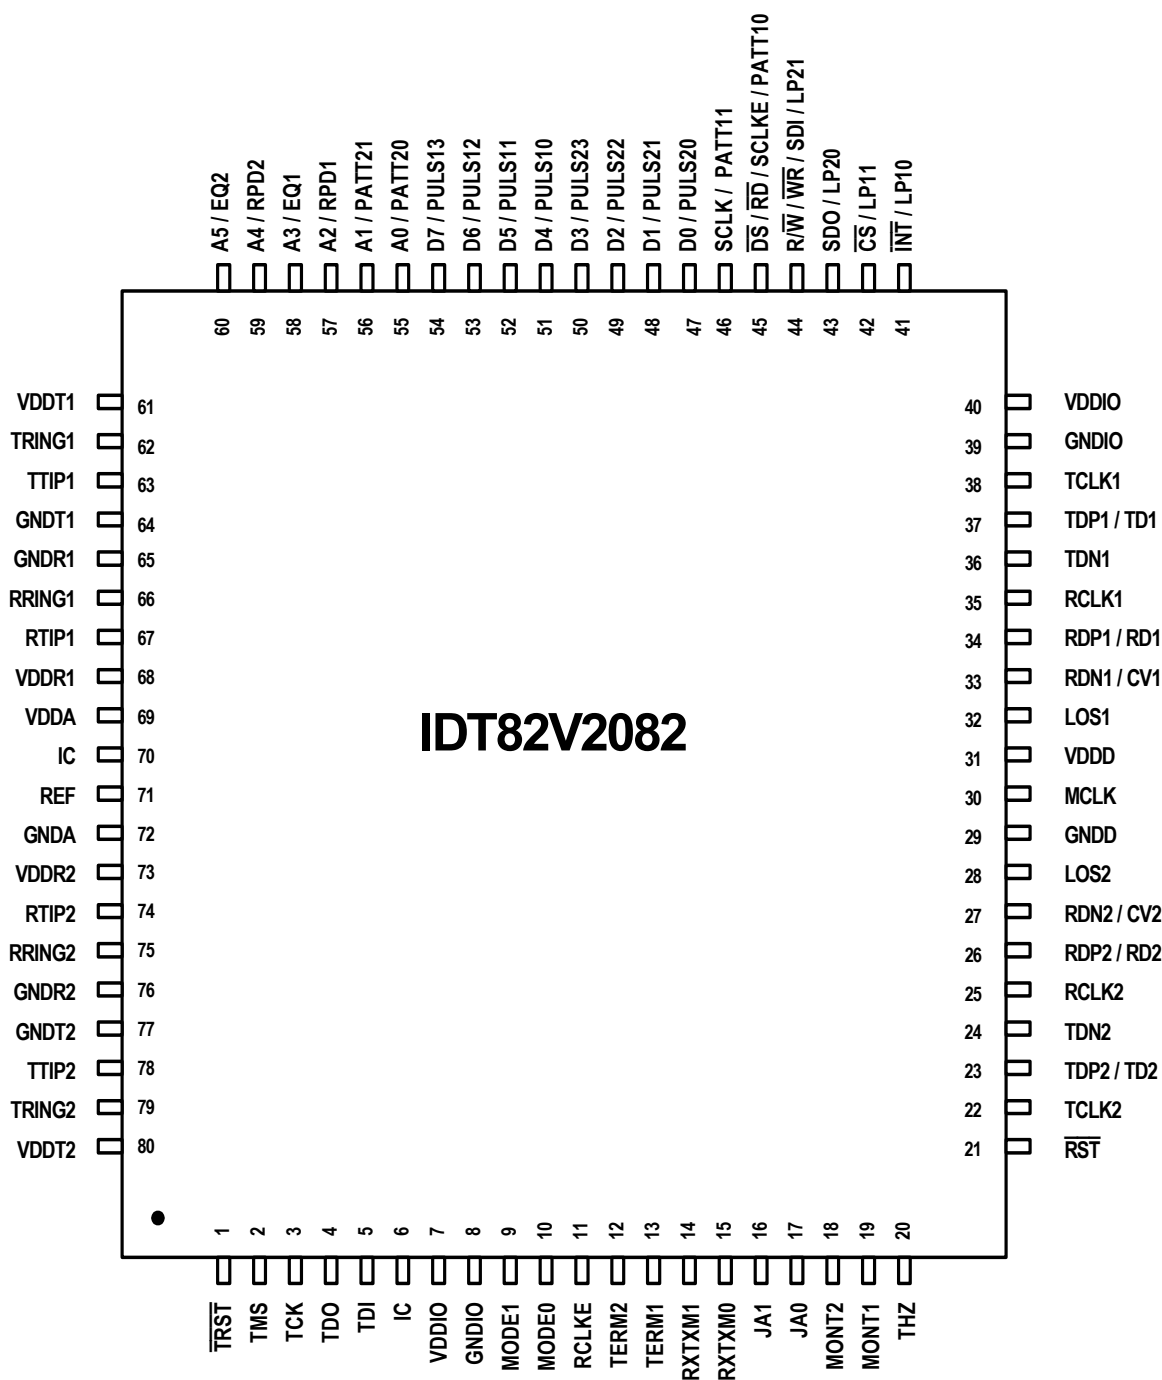 A5 / EQ2
A4 / RPD2
A3 / EQ1
A2 / RPD1
A1 / PATT21
A0 / PATT20
D7 / PULS13
D6 / PULS12
D5 / PULS11
D4 / PULS10
D3 / PULS23
D2 / PULS22
D1 / PULS21
D0 / PULS20
SCLK / PATT11
D̅S̅ / R̅D̅ / SCLKE / PATT10
R/W̅ / W̅R̅ / SDI / LP21
SDO / LP20
C̅S̅ / LP11
I̅N̅T̅ / LP10
60
59
58
57
56
55
54
53
52
51
50
49
48
47
46
45
44
43
42
41
VDDT1 61
TRING1 62
TTIP1 63
GNDT1 64
GNDR1 65
RRING1 66
RTIP1 67
VDDR1 68
VDDA 69
IC 70
REF 71
GNDA 72
VDDR2 73
RTIP2 74
RRING2 75
GNDR2 76
GNDT2 77
TTIP2 78
TRING2 79
VDDT2 80
IDT82V2082
40 VDDIO
39 GNDIO
38 TCLK1
37 TDP1 / TD1
36 TDN1
35 RCLK1
34 RDP1 / RD1
33 RDN1 / CV1
32 LOS1
31 VDDD
30 MCLK
29 GNDD
28 LOS2
27 RDN2 / CV2
26 RDP2 / RD2
25 RCLK2
24 TDN2
23 TDP2 / TD2
22 TCLK2
21 R̅S̅T̅
1
2
3
4
5
6
7
8
9
10
11
12
13
14
15
16
17
18
19
20
T̅R̅S̅T̅
TMS
TCK
TDO
TDI
IC
VDDIO
GNDIO
MODE1
MODE0
RCLKE
TERM2
TERM1
RXTXM1
RXTXM0
JA1
JA0
MONT2
MONT1
THZ